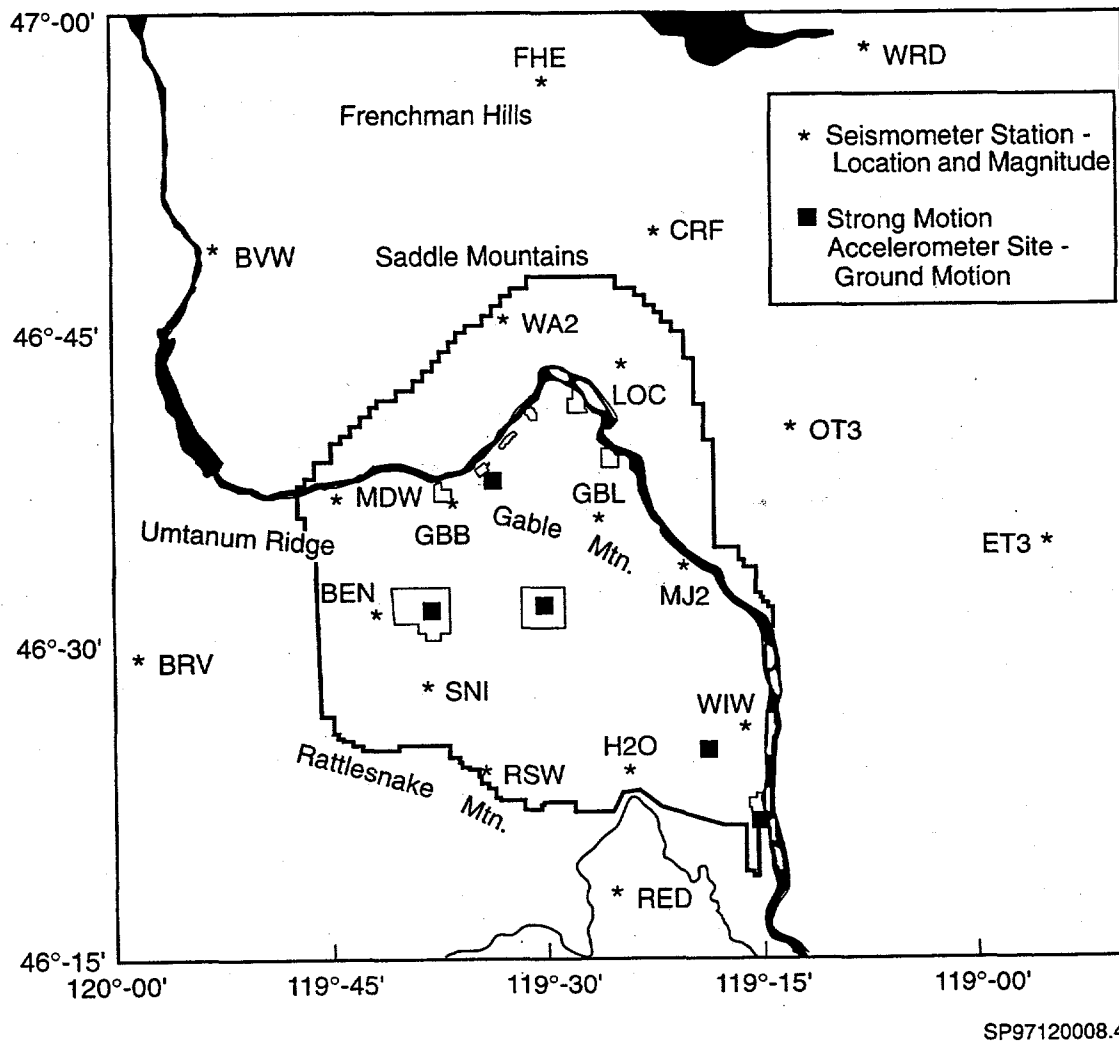 47°-00'
FHE
WRD
Frenchman Hills
* Seismometer Station -
Location and Magnitude
■ Strong Motion
Accelerometer Site -
Ground Motion
CRF
BVW
Saddle Mountains
WA2
46°-45'
LOC
OT3
MDW
GBL
GBB
Gable
Mtn.
Umtanum Ridge
ET3
BEN
MJ2
46°-30'
BRV
SNI
WIW
H2O
Rattlesnake
Mtn.
RSW
RED
46°-15'
120°-00'
119°-45'
119°-30'
119°-15'
119°-00'
SP97120008.4